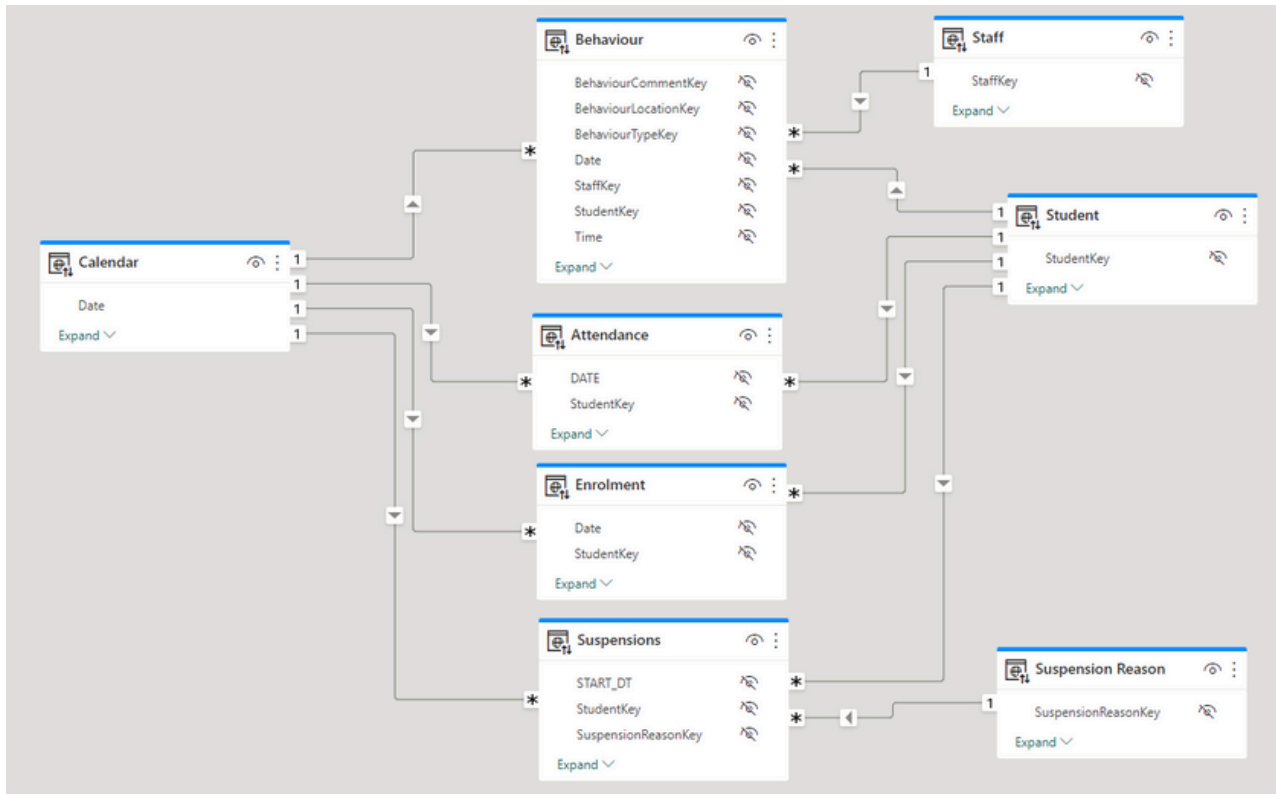 Behaviour
BehaviourCommentKey
BehaviourLocationKey
BehaviourTypeKey
Date
StaffKey
StudentKey
Time
Expand
Staff
StaffKey
Expand
Student
StudentKey
Expand
Calendar
Date
Expand
Attendance
DATE
StudentKey
Expand
Enrolment
Date
StudentKey
Expand
Suspensions
START_DT
StudentKey
SuspensionReasonKey
Expand
Suspension Reason
SuspensionReasonKey
Expand
1
1
1
1
*
*
*
*
1
*
*
1
1
1
1
*
*
*
*
1